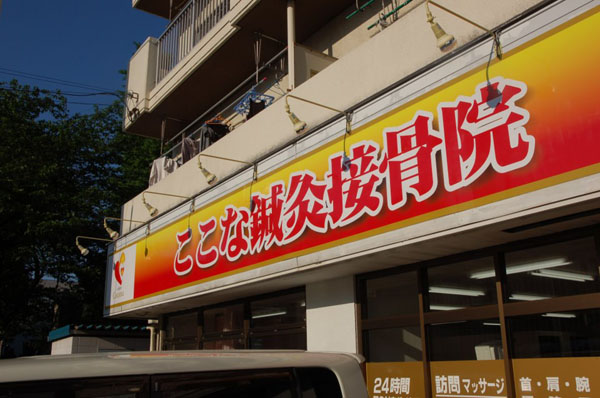 ここな鍼灸接骨院
24時間
訪問マッサージ
首・肩・腕